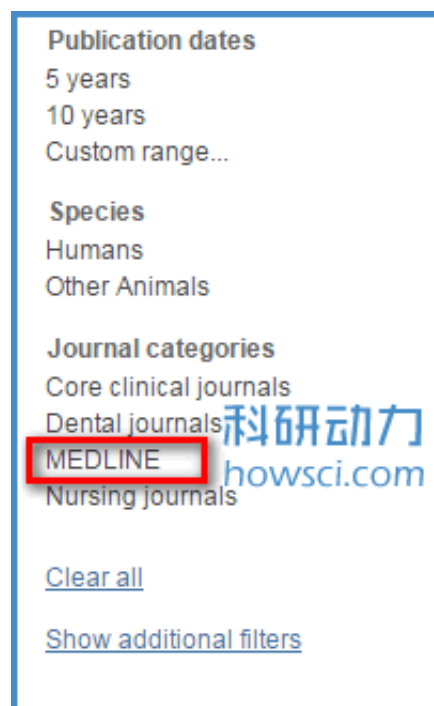 Publication dates
5 years
10 years
Custom range...
Species
Humans
Other Animals
Journal categories
Core clinical journals
Dental journals
科研动力
MEDLINE
howsci.com
Nursing journals
Clear all
Show additional filters